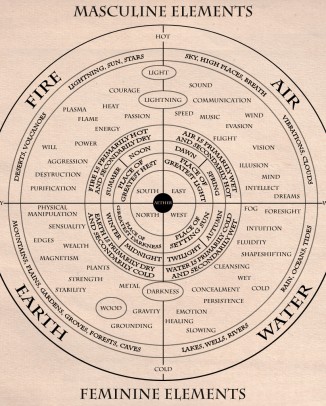 MASCULINE ELEMENTS
HOT
FIRE
AIR
LIGHTNING, SUN, STARS
SKY, HIGH PLACES, BREATH
DESERTS, VOLCANOES
VIBRATIONS, CLOUDS
LIGHT
COURAGE
SOUND
LIGHTNING
COMMUNICATION
PLASMA
HEAT
PASSION
SPEED
MUSIC
WIND
FLAME
ENERGY
EVASION
FLIGHT
WILL
POWER
VISION
AGGRESSION
ILLUSION
DESTRUCTION
MIND
PURIFICATION
INTELLECT
DREAMS
FIRE IS PRIMARILY HOT
AND SECONDARILY DRY
AIR IS PRIMARILY WET
AND SECONDARILY HOT
SUMMER
NOON
DAWN
SPRING
PLACE OF
GREATEST HEAT
PLACE OF
GREATEST
SOUTH
EAST
AETHER
NORTH
WEST
PLACE OF
DARKNESS
PLACE OF
SETTING SUN
WINTER
MIDNIGHT
TWILIGHT
AUTUMN
EARTH IS PRIMARILY DRY
AND SECONDARILY COLD
WATER IS PRIMARILY COLD
AND SECONDARILY WET
PHYSICAL
MANIPULATION
FOG
FORESIGHT
SENSUALITY
INTUITION
EDGES
WEALTH
FLUIDITY
MAGNETISM
SHAPESHIFTING
PLANTS
CLEANSING
STRENGTH
WET
STABILITY
METAL
DARKNESS
CONCEALMENT
COLD
PERSISTENCE
WOOD
GRAVITY
EMOTION
HEALING
GROUNDING
SLOWING
MOUNTAINS, PLAINS, GARDENS, GROVES, FORESTS, CAVES
LAKES, WELLS, RIVERS
RAIN, OCEANS, TIDES
EARTH
WATER
COLD
FEMININE ELEMENTS